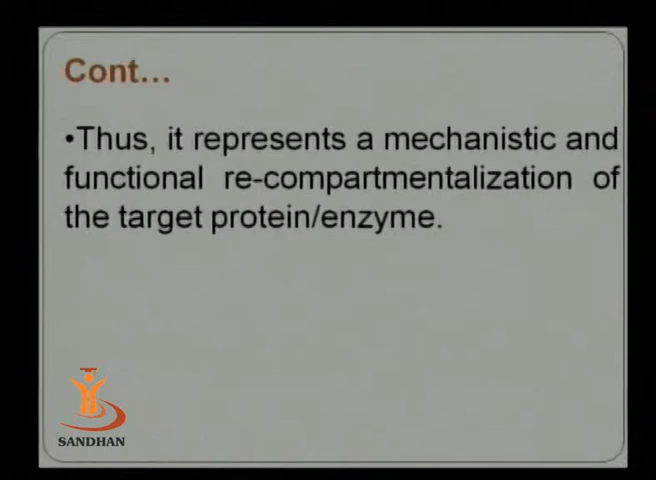 Cont...
•Thus, it represents a mechanistic and
functional re-compartmentalization of
the target protein/enzyme.
SANDHAN